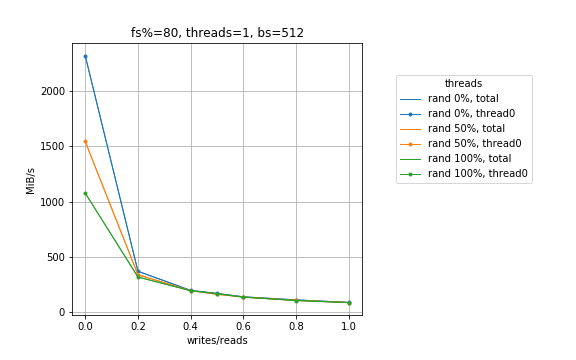 fs%=80, threads=1, bs=512
MiB/s
2000
1500
1000
500
0
0.0 0.2 0.4 0.6 0.8 1.0
writes/reads
threads
rand 0%, total
rand 0%, thread0
rand 50%, total
rand 50%, thread0
rand 100%, total
rand 100%, thread0